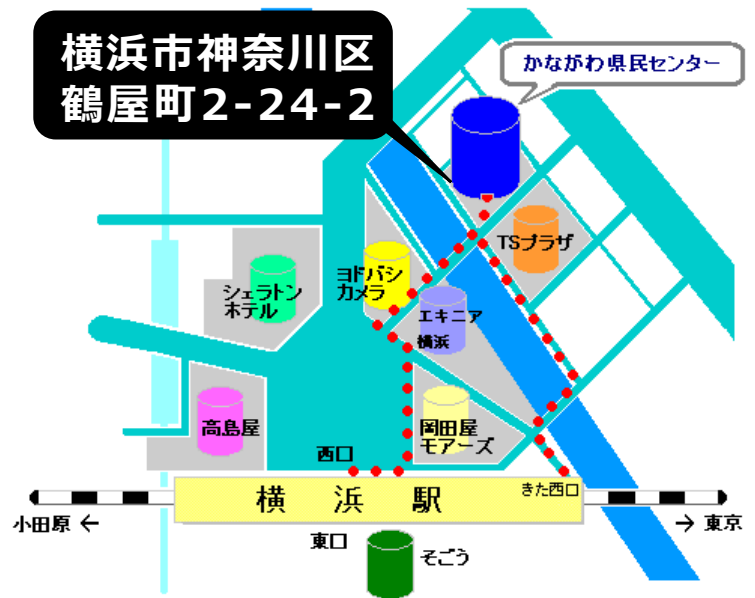 横浜市神奈川区
鶴屋町2-24-2
かながわ県民センター
TSプラザ
ヨドバシ
カメラ
シェラトン
ホテル
エキニア
横浜
高島屋
岡田屋
モアーズ
西口
横浜駅
きた西口
小田原 ←
→ 東京
東口
そごう